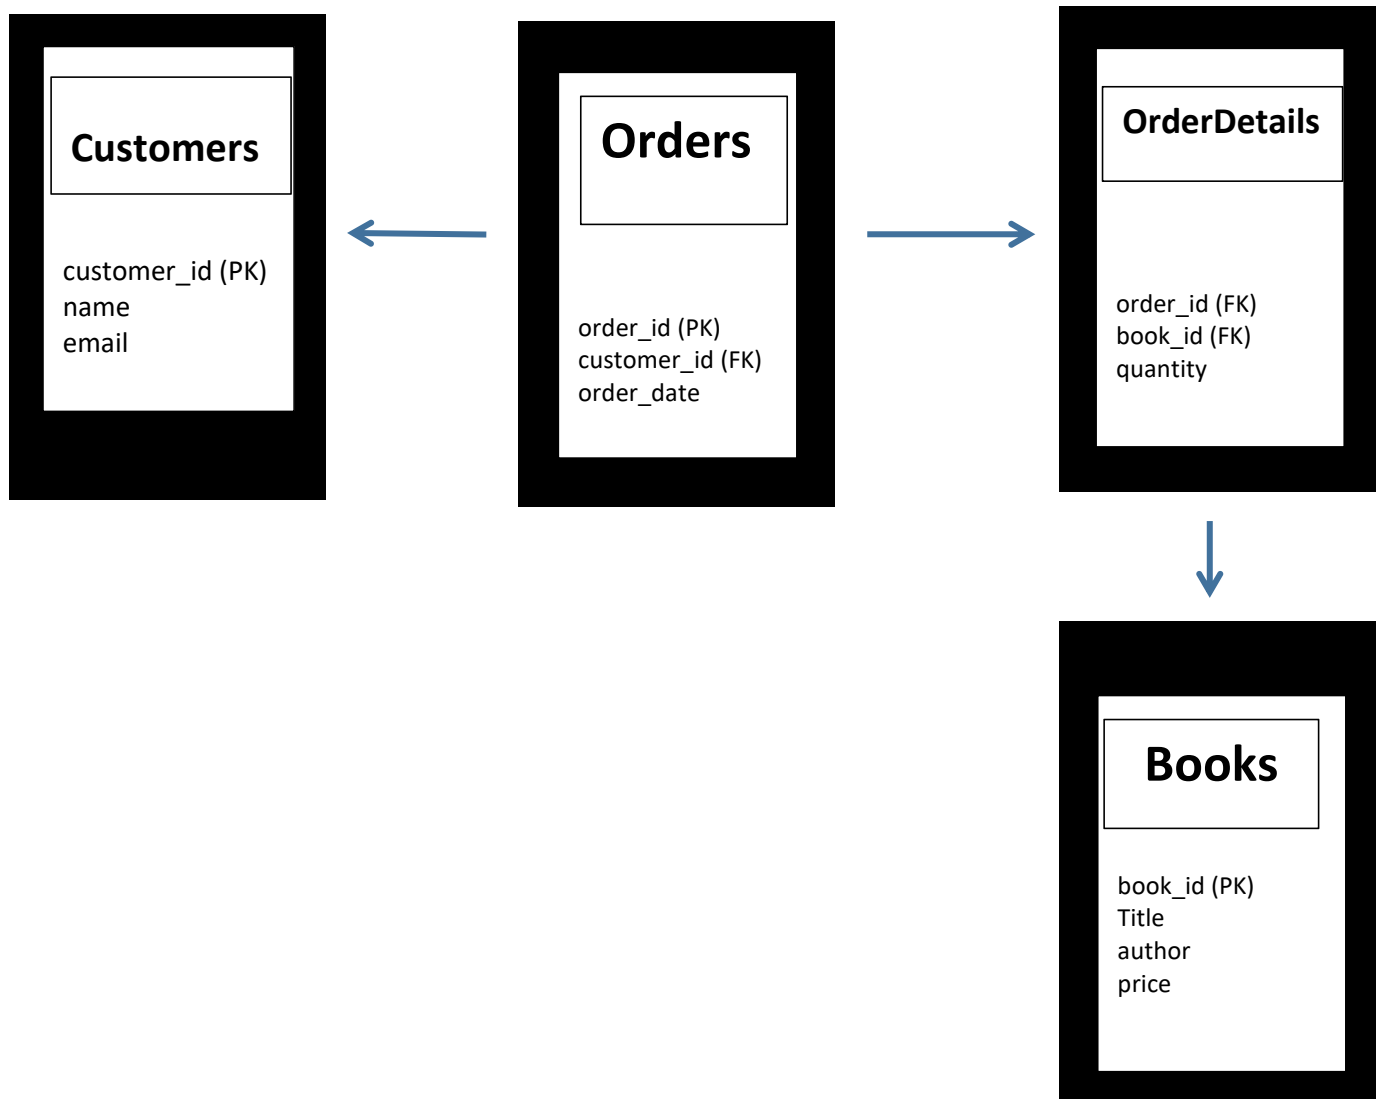 Customers
customer_id (PK)
name
email
Orders
order_id (PK)
customer_id (FK)
order_date
OrderDetails
order_id (FK)
book_id (FK)
quantity
Books
book_id (PK)
Title
author
price